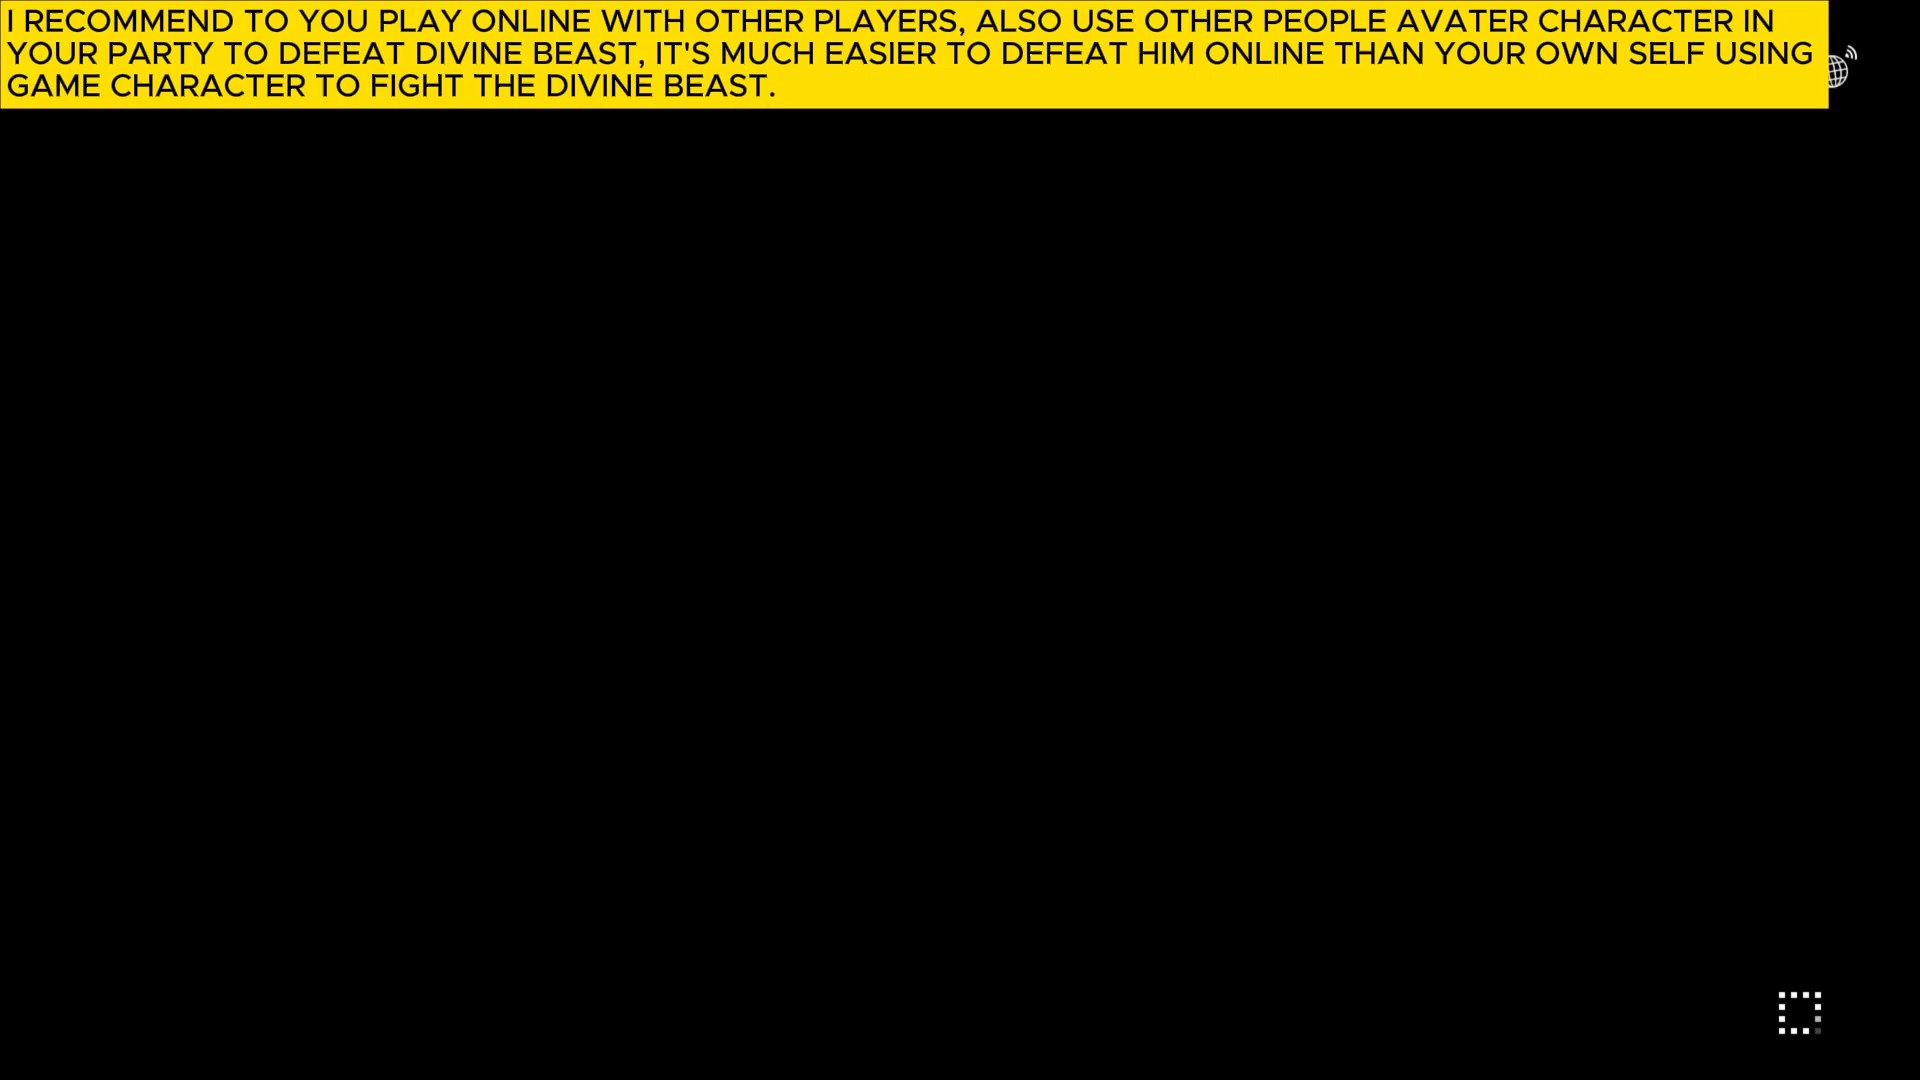 I RECOMMEND TO YOU PLAY ONLINE WITH OTHER PLAYERS, ALSO USE OTHER PEOPLE AVATER CHARACTER IN
YOUR PARTY TO DEFEAT DIVINE BEAST, IT'S MUCH EASIER TO DEFEAT HIM ONLINE THAN YOUR OWN SELF USING
GAME CHARACTER TO FIGHT THE DIVINE BEAST.